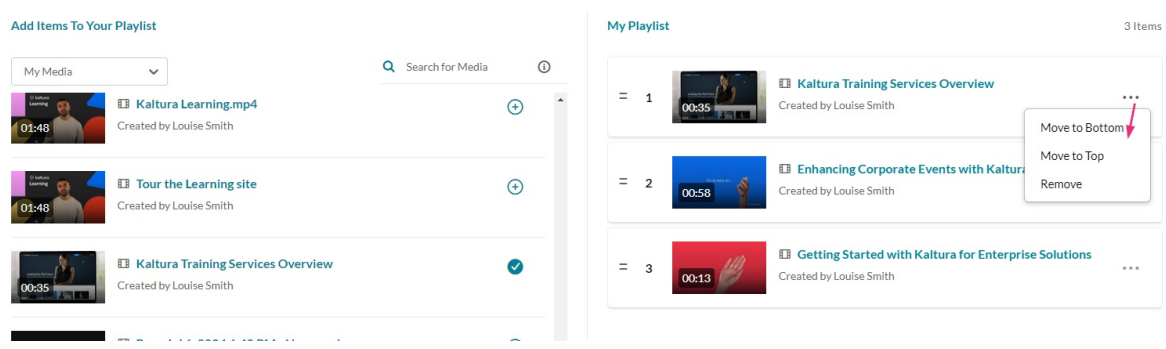 Add Items To Your Playlist
My Media
Search for Media
kaltura
Learning
01:48
Kaltura Learning.mp4
Created by Louise Smith
kaltura
Learning
01:48
Tour the Learning site
Created by Louise Smith
00:35
Kaltura Training Services Overview
Created by Louise Smith
My Playlist
3 Items
1
00:35
Kaltura Training Services Overview
Created by Louise Smith
Move to Bottom
Move to Top
Remove
2
00:58
Enhancing Corporate Events with Kaltura
Created by Louise Smith
3
00:13
Getting Started with Kaltura for Enterprise Solutions
Created by Louise Smith